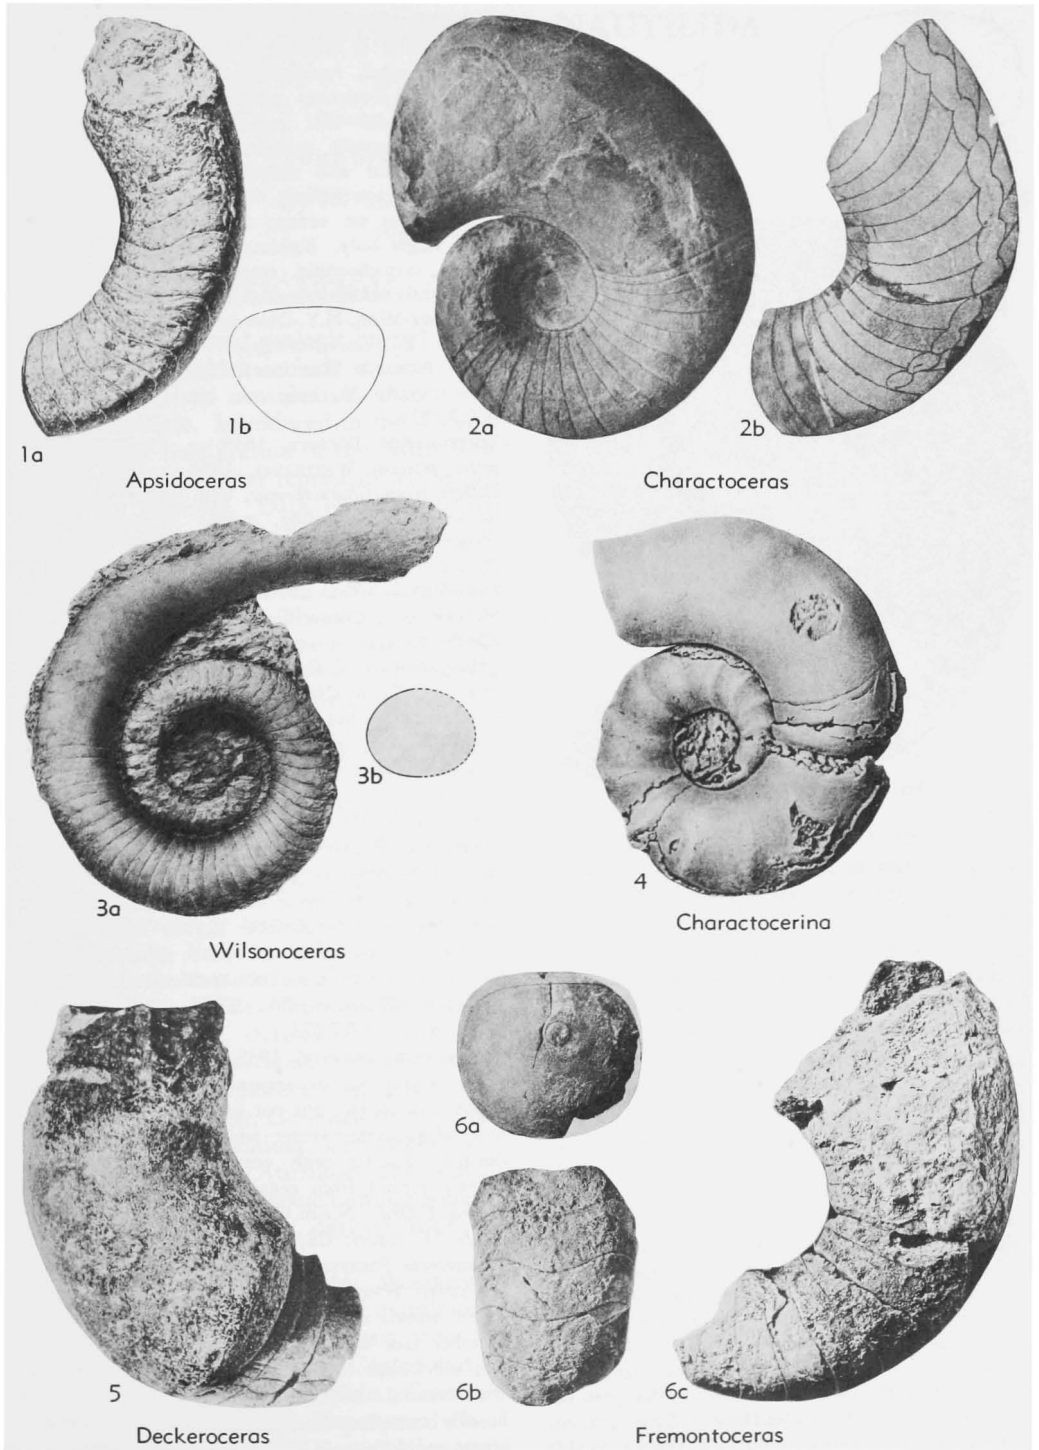 1a
1b
2a
2b
Apsidoceras
Charactoceras
3a
3b
4
Wilsonoceras
Charactocerina
5
6a
6b
6c
Deckeroceras
Fremontoceras